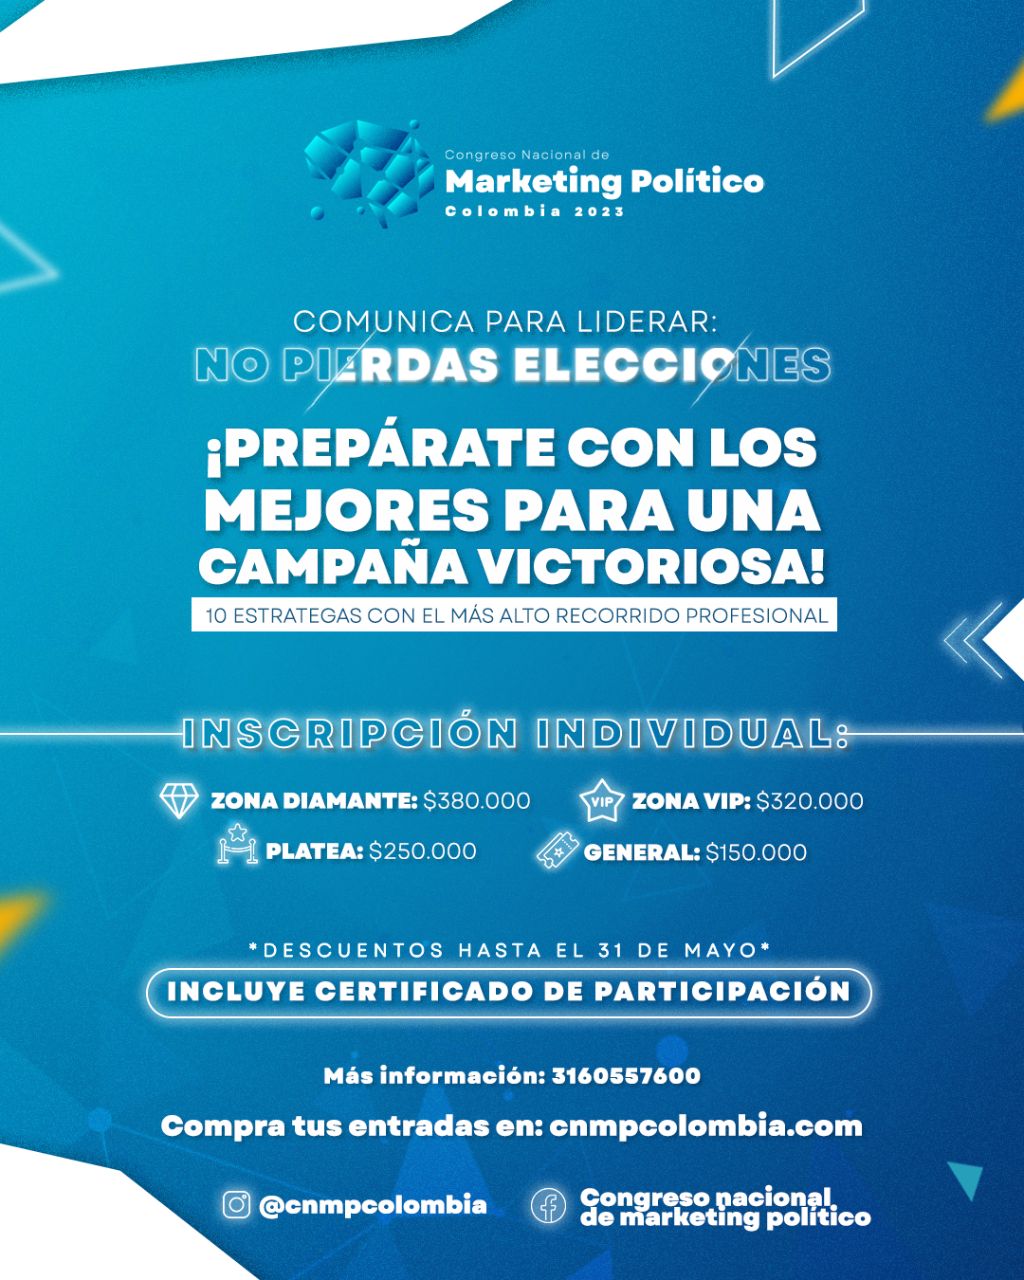 Congreso Nacional de
Marketing Político
Colombia 2023
COMUNICA PARA LIDERAR:
NO PIERDAS ELECCIONES
¡PREPÁRATE CON LOS
MEJORES PARA UNA
CAMPAÑA VICTORIOSA!
10 ESTRATEGAS CON EL MÁS ALTO RECORRIDO PROFESIONAL
INSCRIPCIÓN INDIVIDUAL:
ZONA DIAMANTE: $380.000
VIP ZONA VIP: $320.000
PLATEA: $250.000
GENERAL: $150.000
*DESCUENTOS HASTA EL 31 DE MAYO*
INCLUYE CERTIFICADO DE PARTICIPACIÓN
Más información: 3160557600
Compra tus entradas en: cnmpcolombia.com
@cnmpcolombia
Congreso nacional
de marketing político